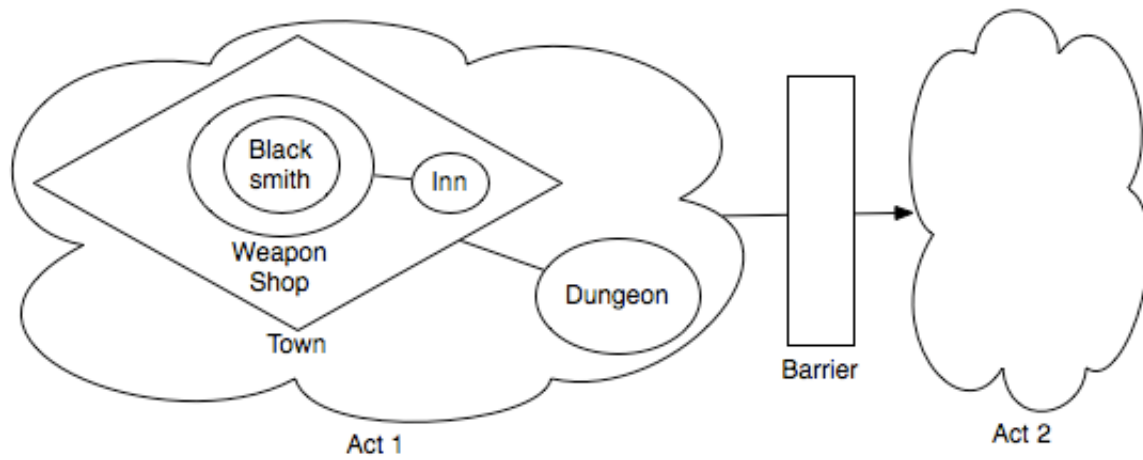 Black
smith
Inn
Weapon
Shop
Dungeon
Town
Barrier
Act 1
Act 2